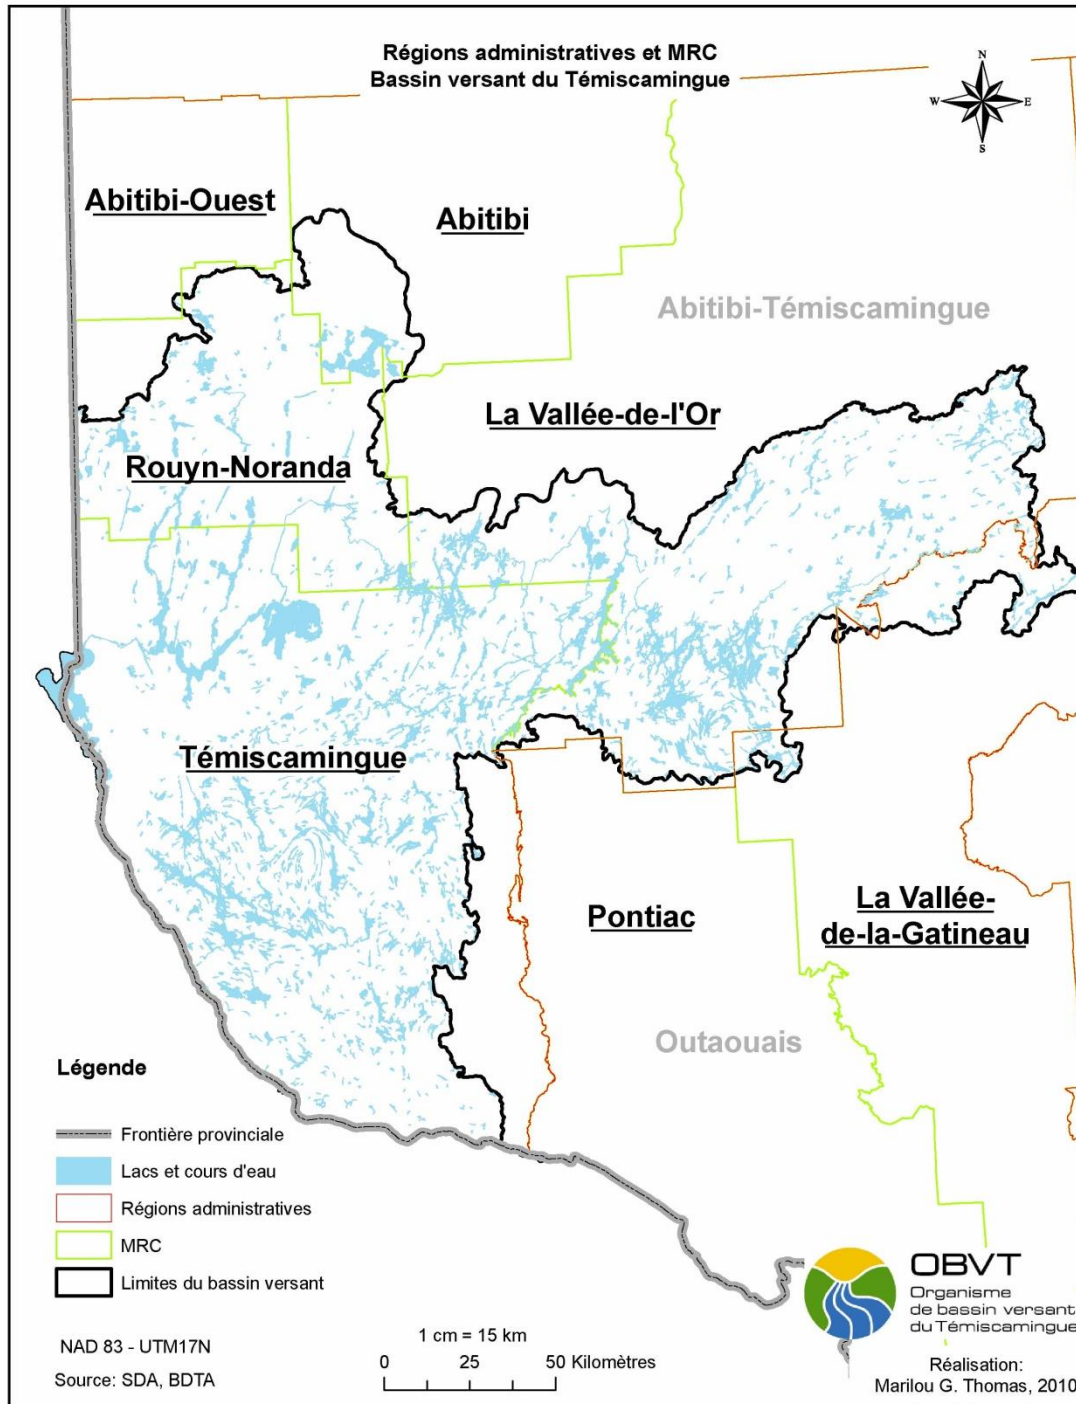 Régions administratives et MRC
Bassin versant du Témiscamingue
N
W
E
S
Abitibi-Ouest
Abitibi
Abitibi-Témiscamingue
La Vallée-de-l'Or
Rouyn-Noranda
Témiscamingue
Pontiac
La Vallée-
de-la-Gatineau
Outaouais
Légende
Frontière provinciale
Lacs et cours d'eau
Régions administratives
MRC
Limites du bassin versant
NAD 83 - UTM17N
Source: SDA, BDTA
1 cm = 15 km
0 25 50 Kilomètres
OBVT
Organisme
de bassin versant
du Témiscamingue
Réalisation:
Marilou G. Thomas, 2010